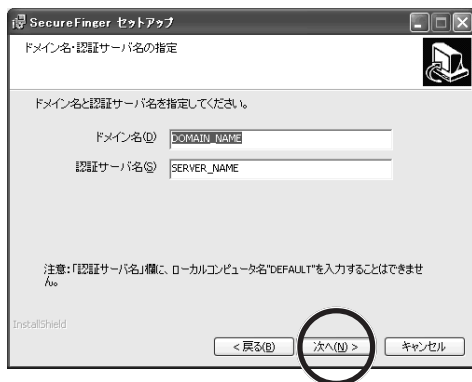 SecureFinger セットアップ
ドメイン名・認証サーバ名の指定
ドメイン名と認証サーバ名を指定してください。
ドメイン名(D) DOMAIN_NAME
認証サーバ名(S) SERVER_NAME
注意:「認証サーバ名」欄に、ローカルコンピュータ名"DEFAULT"を入力することはできませ
ん。
InstallShield
< 戻る(B) 次へ(N) > キャンセル